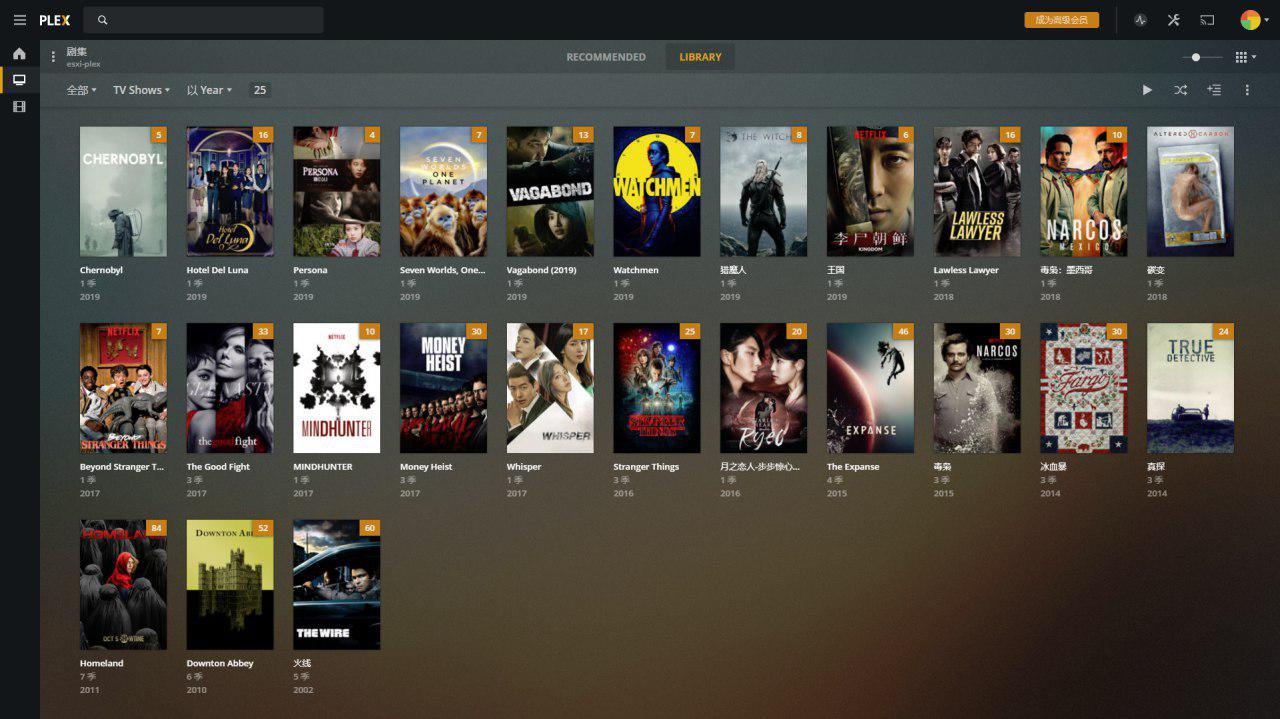 PLEX
成为高级会员
剧集
esxi-plex
RECOMMENDED
LIBRARY
全部
TV Shows
以 Year
25
5
CHERNOBYL
Chernobyl
1 季
2019
16
Hotel
Del Luna
Hotel Del Luna
1 季
2019
4
PERSONA
Persona
1 季
2019
7
SEVEN
WORLDS
ONE
PLANET
Seven Worlds, One...
1 季
2019
13
VAGABOND
Vagabond (2019)
1 季
2019
7
WATCHMEN
Watchmen
1 季
2019
8
THE WITCH
猎魔人
1 季
2019
6
NETFLIX
李尸朝鲜
KINGDOM
王国
1 季
2019
16
LAWLESS
LAWYER
Lawless Lawyer
1 季
2018
10
NARCOS
MEXICO
毒枭：墨西哥
1 季
2018
ALTERED CARBON
碳变
1 季
2018
7
NETFLIX
BEYOND
STRANGER THINGS
Beyond Stranger T...
1 季
2017
33
the good fight
The Good Fight
3 季
2017
10
NETFLIX
MINDHUNTER
MINDHUNTER
1 季
2017
30
MONEY
HEIST
Money Heist
3 季
2017
17
WHISPER
Whisper
1 季
2017
25
STRANGER
THINGS
Stranger Things
3 季
2016
20
Ryeo
月之恋人-步步惊心...
1 季
2016
46
EXPANSE
The Expanse
4 季
2015
30
NARCOS
毒枭
3 季
2015
30
Fargo
冰血暴
3 季
2014
24
TRUE
DETECTIVE
真探
3 季
2014
84
HOMELA
OCT 5 SHOWTIME
Homeland
7 季
2011
52
DOWNTON ABB
Downton Abbey
6 季
2010
60
THE WIRE
火线
5 季
2002